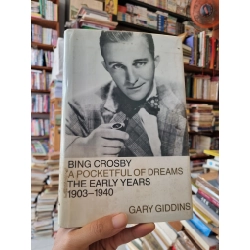 BING CROSBY
A POCKETFUL OF DREAMS
THE EARLY YEARS
1903–1940
GARY GIDDINS